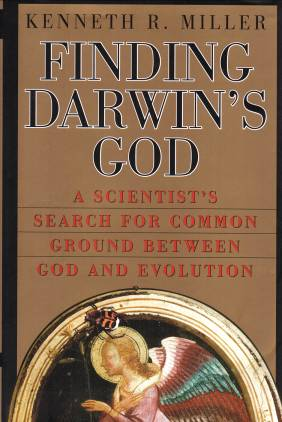 KENNETH R. MILLER
FINDING
DARWIN'S
GOD
A SCIENTIST'S
SEARCH FOR COMMON
GROUND BETWEEN
GOD AND EVOLUTION